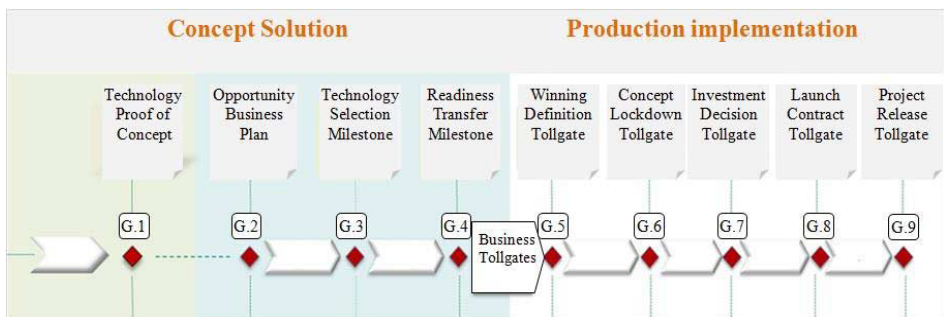 Concept Solution
Production implementation
Technology
Proof of
Concept
Opportunity
Business
Plan
Technology
Selection
Milestone
Readiness
Transfer
Milestone
Winning
Definition
Tollgate
Concept
Lockdown
Tollgate
Investment
Decision
Tollgate
Launch
Contract
Tollgate
Project
Release
Tollgate
G.1
G.2
G.3
G.4
Business
Tollgates
G.5
G.6
G.7
G.8
G.9